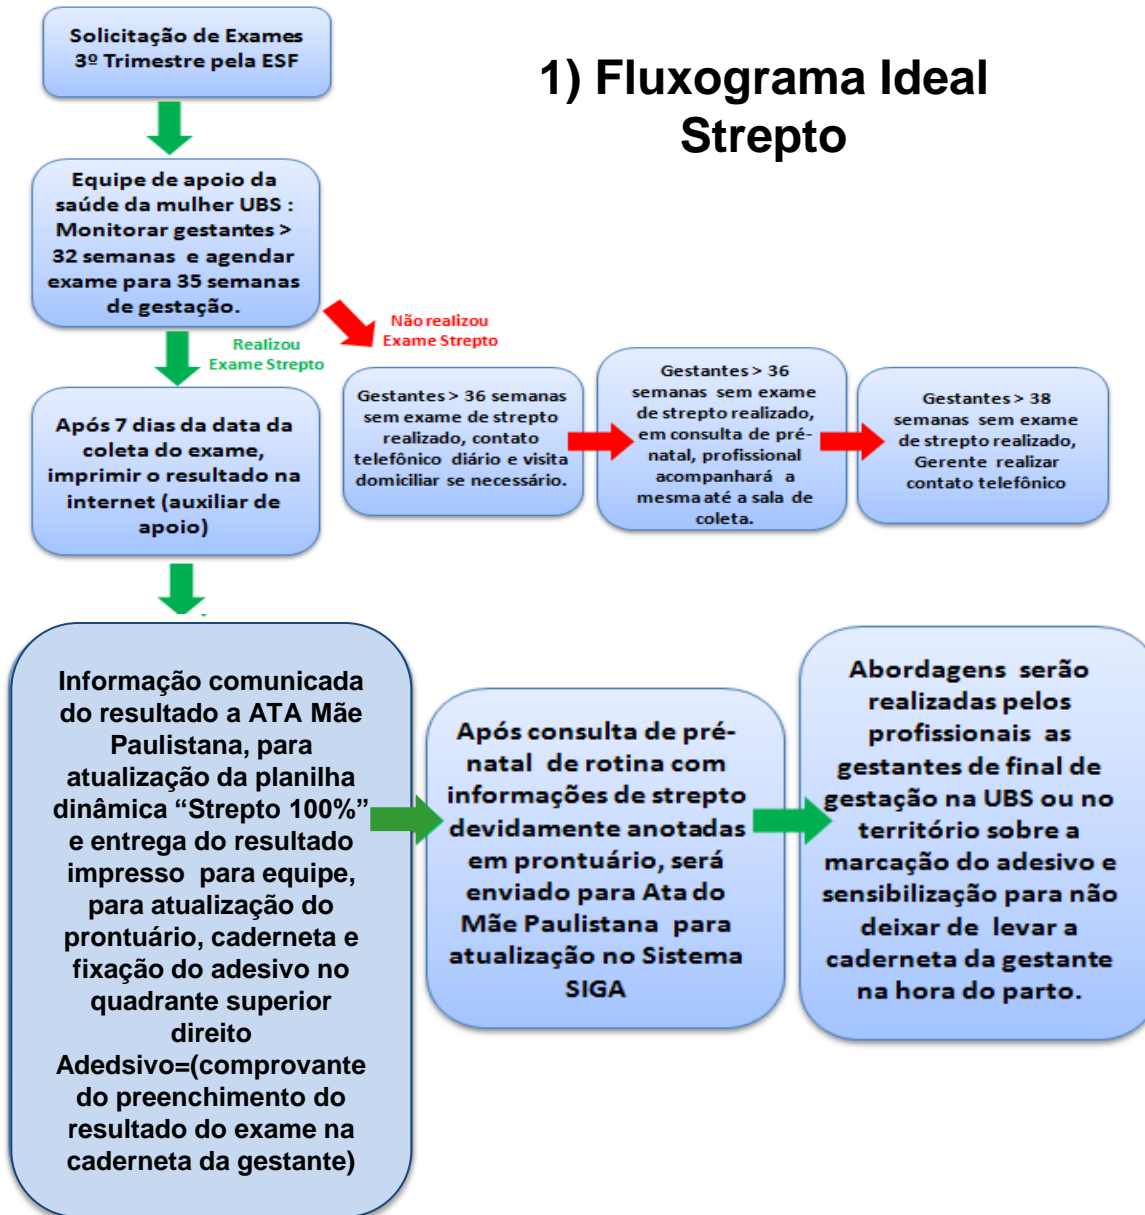 Solicitação de Exames
3º Trimestre pela ESF
1) Fluxograma Ideal
Strepto
Equipe de apoio da
saúde da mulher UBS :
Monitorar gestantes >
32 semanas e agendar
exame para 35 semanas
de gestação.
Não realizou
Exame Strepto
Realizou
Exame Strepto
Gestantes > 36 semanas
sem exame de strepto
realizado, contato
telefônico diário e visita
domiciliar se necessário.
Gestantes > 36
semanas sem exame
de strepto realizado,
em consulta de pré-
natal, profissional
acompanhará a
mesma até a sala de
coleta.
Gestantes > 38
semanas sem exame
de strepto realizado,
Gerente realizar
contato telefônico
Após 7 dias da data da
coleta do exame,
imprimir o resultado na
internet (auxiliar de
apoio)
Informação comunicada
do resultado a ATA Mãe
Paulistana, para
atualização da planilha
dinâmica “Strepto 100%”
e entrega do resultado
impresso para equipe,
para atualização do
prontuário, caderneta e
fixação do adesivo no
quadrante superior
direito
Adedsivo=(comprovante
do preenchimento do
resultado do exame na
caderneta da gestante)
Após consulta de pré-
natal de rotina com
informações de strepto
devidamente anotadas
em prontuário, será
enviado para Ata do
Mãe Paulistana para
atualização no Sistema
SIGA
Abordagens serão
realizadas pelos
profissionais as
gestantes de final de
gestação na UBS ou no
território sobre a
marcação do adesivo e
sensibilização para não
deixar de levar a
caderneta da gestante
na hora do parto.